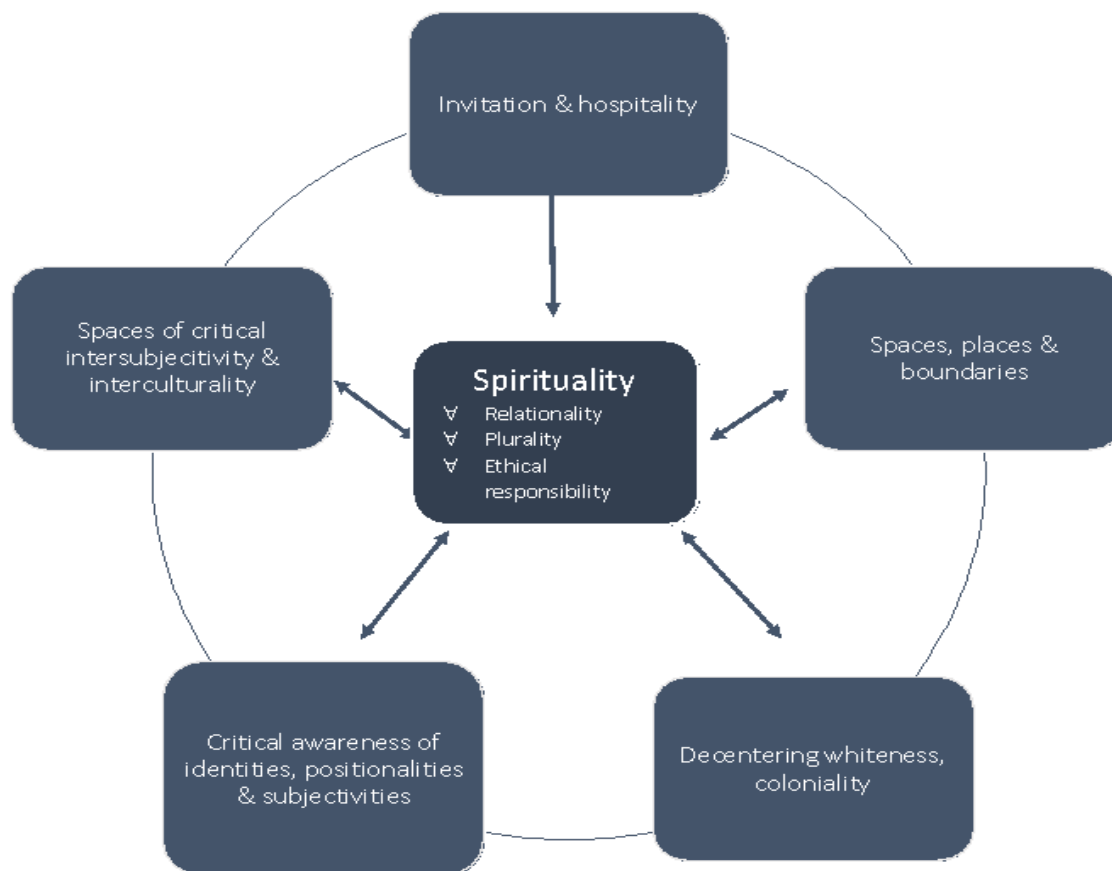 Invitation & hospitality
Spaces of critical
intersubjecitivity &
interculturality
Spaces, places &
boundaries
Spirituality
∀ Relationality
∀ Plurality
∀ Ethical
responsibility
Critical awareness of
identities, positionalities
& subjectivities
Decentering whiteness,
coloniality